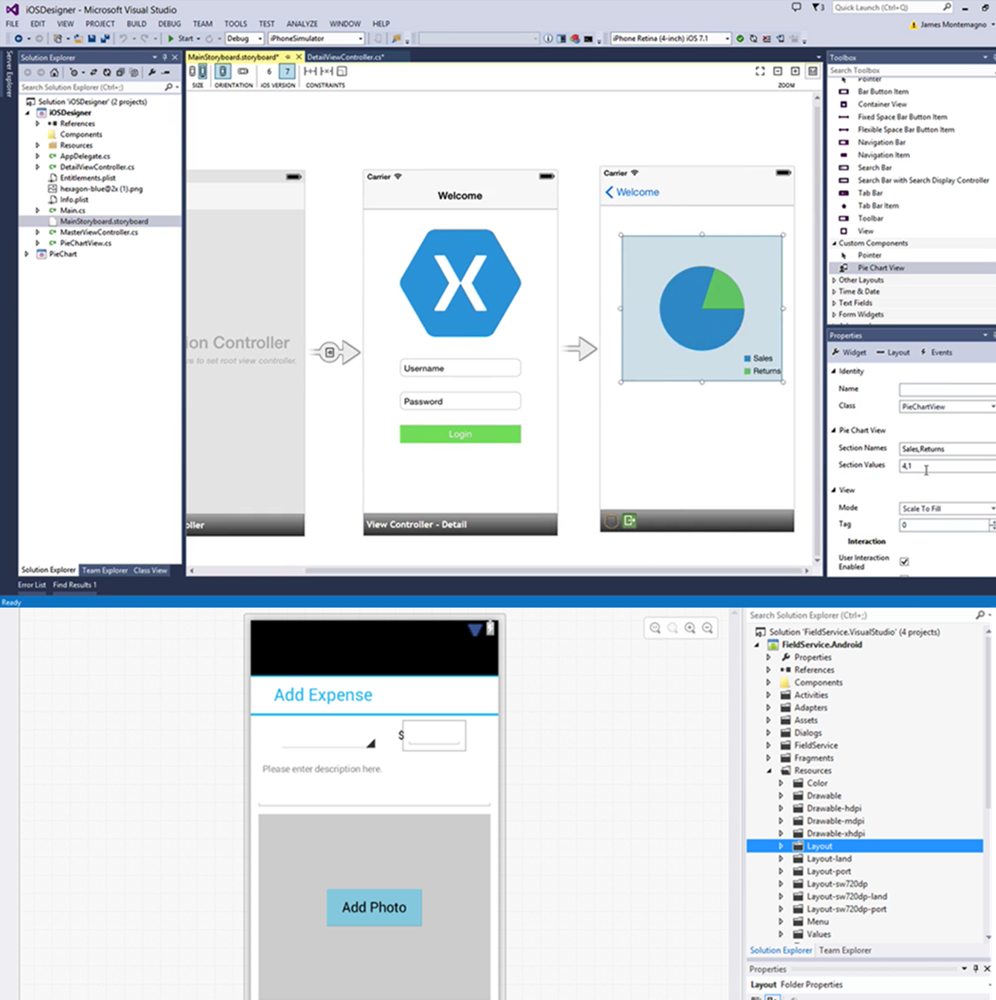 iOSDesigner - Microsoft Visual Studio
3
Quick Launch (Ctrl+Q)
FILE EDIT VIEW PROJECT BUILD DEBUG TEAM TOOLS TEST ANALYZE WINDOW HELP
James Montemagno
Start Debug iPhoneSimulator iPhone Retina (4-inch) iOS 7.1
Server Explorer
Solution Explorer
Search Solution Explorer (Ctrl+;)
Solution 'iOSDesigner' (2 projects)
iOSDesigner
References
Components
Resources
AppDelegate.cs
DetailViewController.cs
Entitlements.plist
hexagon-blue@2x (1).png
Info.plist
Main.cs
MainStoryboard.storyboard
MasterViewController.cs
PieChartView.cs
PieChart
Solution Explorer Team Explorer Class View
MainStoryboard.storyboard* DetailViewController.cs*
6 7
SIZE ORIENTATION iOS VERSION CONSTRAINTS ZOOM
ion Controller
re to set root view controller.
oller
Carrier
Welcome
X
Username
Password
Login
View Controller - Detail
Carrier
Welcome
Sales
Returns
Toolbox
Search Toolbox
Pointer
Bar Button Item
Container View
Fixed Space Bar Button Item
Flexible Space Bar Button Item
Navigation Bar
Navigation Item
Search Bar
Search Bar with Search Display Controller
Tab Bar
Tab Bar Item
Toolbar
View
Custom Components
Pointer
Pie Chart View
Other Layouts
Time & Date
Text Fields
Form Widgets
Properties
Widget Layout Events
Identity
Name
Class PieChartView
Pie Chart View
Section Names Sales,Returns
Section Values 4,1
View
Mode Scale To Fill
Tag 0
Interaction
User Interaction
Enabled
Error List Find Results 1
Ready
Add Expense
$
Please enter description here.
Add Photo
Search Solution Explorer (Ctrl+;)
Solution 'FieldService.VisualStudio' (4 projects)
FieldService.Android
Properties
References
Components
Activities
Adapters
Assets
Dialogs
FieldService
Fragments
Resources
Color
Drawable
Drawable-hdpi
Drawable-mdpi
Drawable-xhdpi
Layout
Layout-land
Layout-port
Layout-sw720dp
Layout-sw720dp-land
Layout-sw720dp-port
Menu
Values
Solution Explorer Team Explorer
Properties
Layout Folder Properties